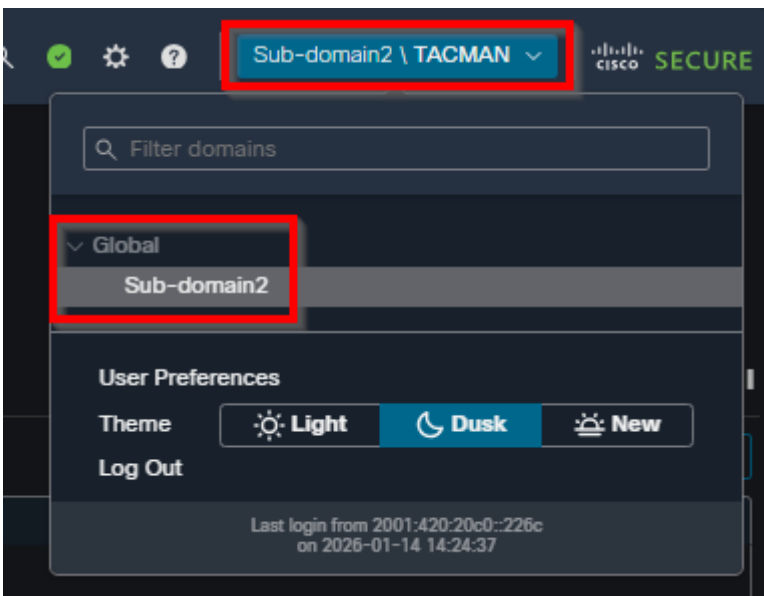 Sub-domain2 \ TACMAN
cisco SECURE
Filter domains
Global
Sub-domain2
User Preferences
Theme Light Dusk New
Log Out
Last login from 2001:420:20c0::226c
on 2026-01-14 14:24:37